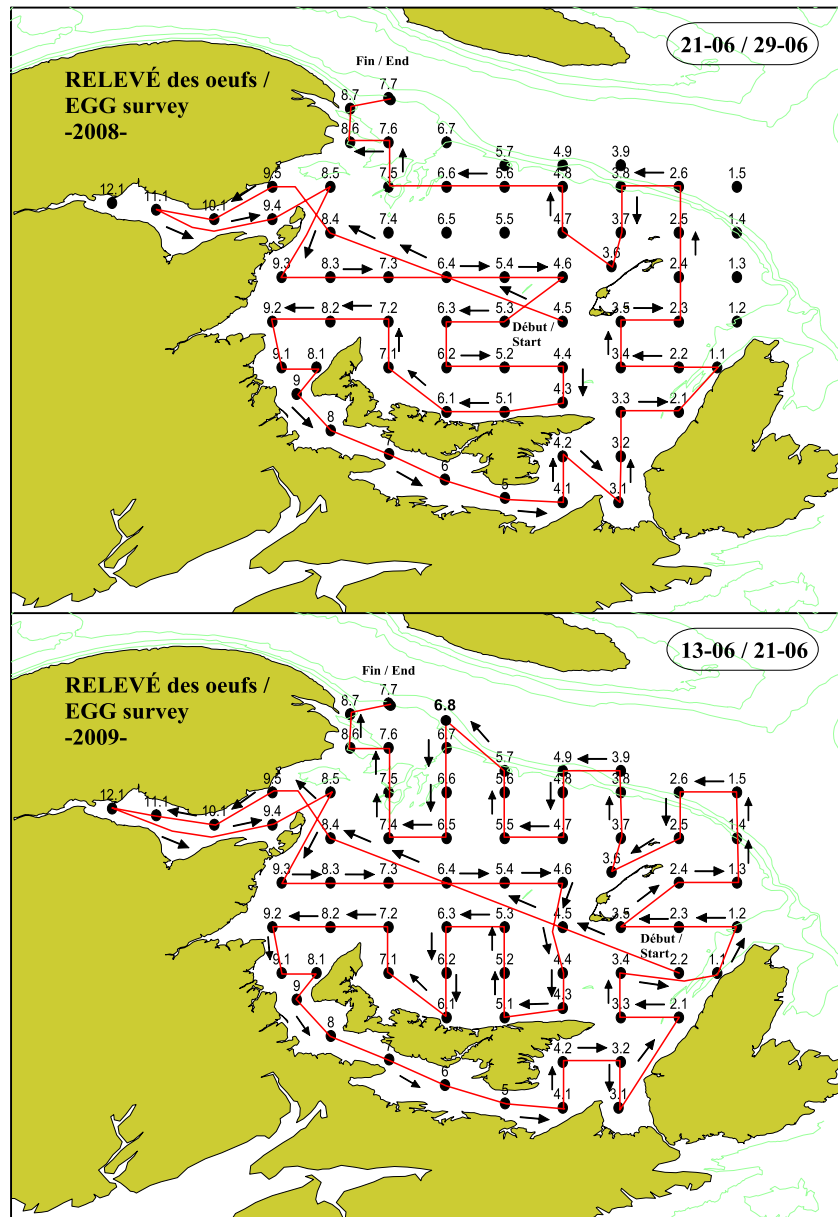 Fin / End
21-06 / 29-06
RELEVÉ des oeufs /
EGG survey
-2008-
8.7 7.7
8.6 7.6 6.7
5.7 4.9 3.9
12.1 11.1 10.1 9.5 9.4 8.5 7.5 6.6 5.6 4.8 3.8 2.6 1.5
8.4 7.4 6.5 5.5 4.7 3.7 2.5 1.4
3.6
9.3 8.3 7.3 6.4 5.4 4.6 2.4 1.3
9.2 8.2 7.2 6.3 5.3 4.5 3.5 2.3 1.2
Début /
Start
9.1 8.1 7.1 6.2 5.2 4.4 3.4 2.2 1.1
9 4.3
6.1 5.1 3.3 2.1
8
7 4.2 3.2
6
5 4.1 3.1
Fin / End
13-06 / 21-06
RELEVÉ des oeufs /
EGG survey
-2009-
8.7 7.7 6.8
8.6 7.6 6.7
5.7 4.9 3.9
12.1 11.1 10.1 9.5 9.4 8.5 7.5 6.6 5.6 4.8 3.8 2.6 1.5
8.4 7.4 6.5 5.5 4.7 3.7 2.5 1.4
3.6
9.3 8.3 7.3 6.4 5.4 4.6 2.4 1.3
9.2 8.2 7.2 6.3 5.3 4.5 3.5 2.3 1.2
Début /
Start
9.1 8.1 7.1 6.2 5.2 4.4 3.4 2.2 1.1
9 4.3
6.1 5.1 3.3 2.1
8
7 4.2 3.2
6
5 4.1 3.1